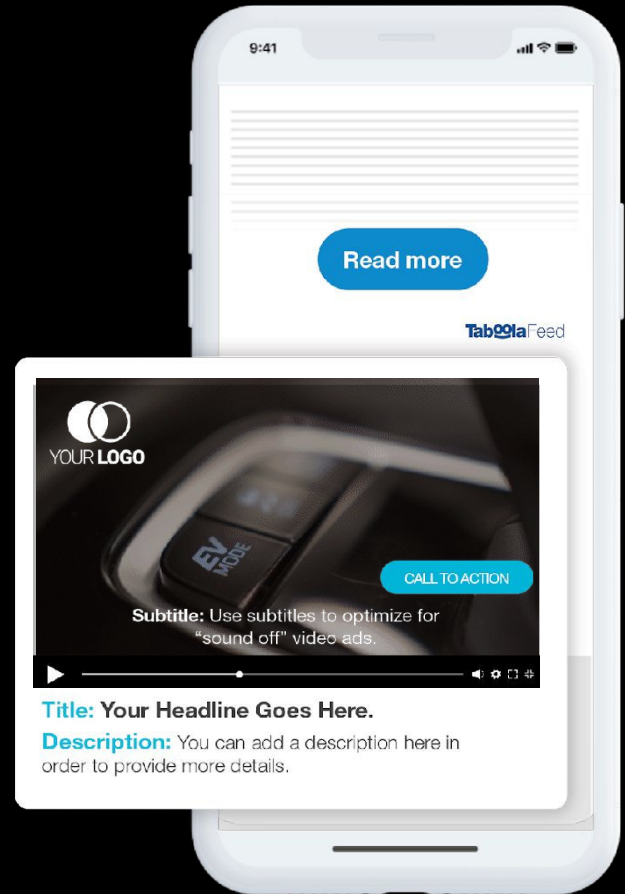 9:41
Read more
Taboola Feed
YOUR LOGO
EV
MODE
CALL TO ACTION
Subtitle: Use subtitles to optimize for
“sound off” video ads.
Title: Your Headline Goes Here.
Description: You can add a description here in
order to provide more details.